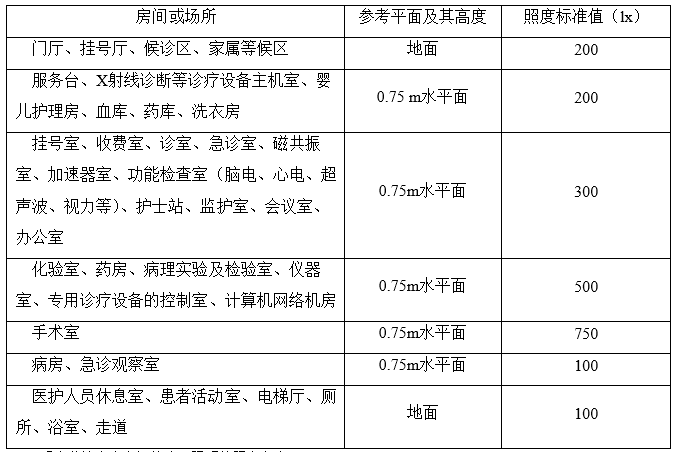 房间或场所 参考平面及其高度 照度标准值（lx）
门厅、挂号厅、候诊区、家属等候区 地面 200
服务台、X射线诊断等诊疗设备主机室、婴
儿护理房、血库、药库、洗衣房
0.75 m水平面 200
挂号室、收费室、诊室、急诊室、磁共振
室、加速器室、功能检查室（脑电、心电、超
声波、视力等）、护士站、监护室、会议室、
办公室
0.75m水平面 300
化验室、药房、病理实验及检验室、仪器
室、专用诊疗设备的控制室、计算机网络机房
0.75m水平面 500
手术室 0.75m水平面 750
病房、急诊观察室 0.75m水平面 100
医护人员休息室、患者活动室、电梯厅、厕
所、浴室、走道
地面 100